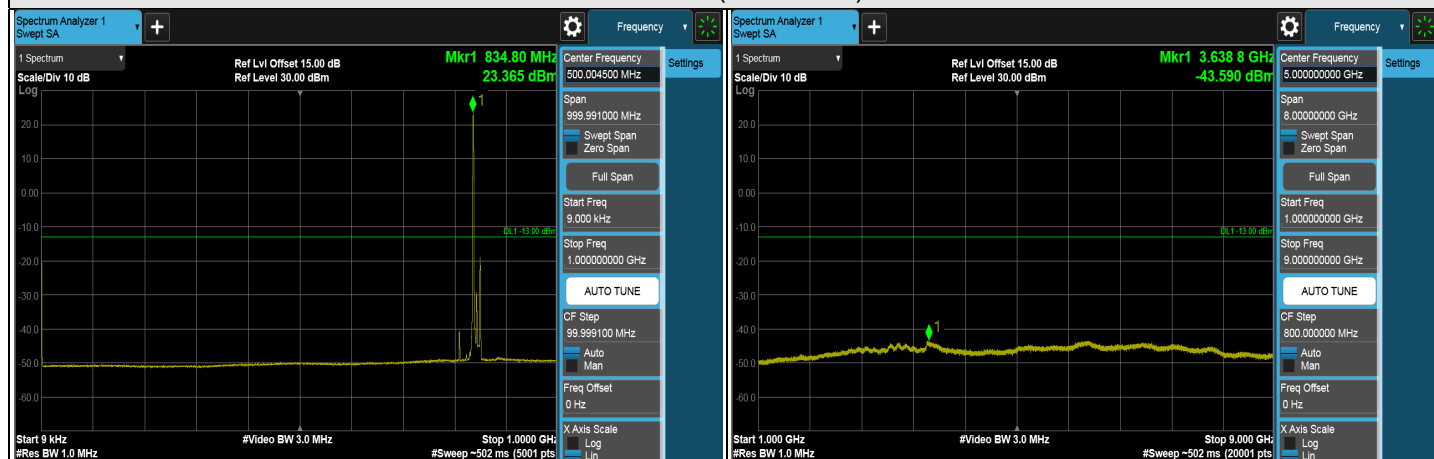 Spectrum Analyzer 1
Swept SA
+
Frequency
1 Spectrum
Scale/Div 10 dB
Log
Ref Lvl Offset 15.00 dB
Ref Level 30.00 dBm
Mkr1 834.80 MHz
23.365 dBm
1
20.0
10.0
0.00
-10.0
-20.0
-30.0
-40.0
-50.0
-60.0
DL1 -13.00 dBm
Start 9 kHz
#Res BW 1.0 MHz
#Video BW 3.0 MHz
Stop 1.0000 GHz
#Sweep ~502 ms (5001 pts
Center Frequency
500.004500 MHz
Span
999.991000 MHz
Swept Span
Zero Span
Full Span
Start Freq
9.000 kHz
Stop Freq
1.000000000 GHz
AUTO TUNE
CF Step
99.999100 MHz
Auto
Man
Freq Offset
0 Hz
X Axis Scale
Log
Lin
Settings
Spectrum Analyzer 1
Swept SA
+
Frequency
1 Spectrum
Scale/Div 10 dB
Log
Ref Lvl Offset 15.00 dB
Ref Level 30.00 dBm
Mkr1 3.638 8 GHz
-43.590 dBm
1
20.0
10.0
0.00
-10.0
-20.0
-30.0
-40.0
-50.0
-60.0
DL1 -13.00 dBm
Start 1.000 GHz
#Res BW 1.0 MHz
#Video BW 3.0 MHz
Stop 9.000 GHz
#Sweep ~502 ms (20001 pts
Center Frequency
5.000000000 GHz
Span
8.00000000 GHz
Swept Span
Zero Span
Full Span
Start Freq
1.000000000 GHz
Stop Freq
9.000000000 GHz
AUTO TUNE
CF Step
800.000000 MHz
Auto
Man
Freq Offset
0 Hz
X Axis Scale
Log
Lin
Settings